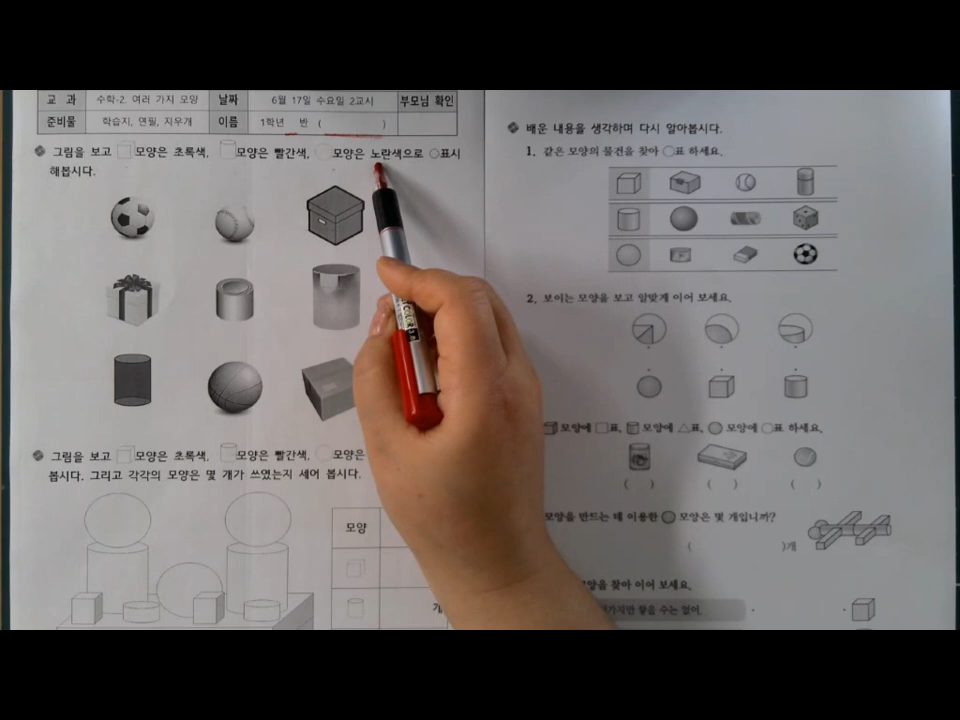 교 과 수학-2. 여러 가지 모양 날짜 6월 17일 수요일 2교시 부모님 확인
준비물 학습지, 연필, 지우개 이름 1학년 반 ( )
그림을 보고 모양은 초록색, 모양은 빨간색, 모양은 노란색으로 ○표시
해봅시다.
그림을 보고 모양은 초록색, 모양은 빨간색, 모양은
봅시다. 그리고 각각의 모양은 몇 개가 쓰였는지 세어 봅시다.
모양
개
배운 내용을 생각하며 다시 알아봅시다.
1. 같은 모양의 물건을 찾아 ○표 하세요.
2. 보이는 모양을 보고 알맞게 이어 보세요.
모양에 □표, 모양에 △표, 모양에 ○표 하세요.
( ) ( ) ( )
모양을 만드는 데 이용한 모양은 몇 개입니까?
( )개
모양을 찾아 이어 보세요.
쌓을 수는 없어.